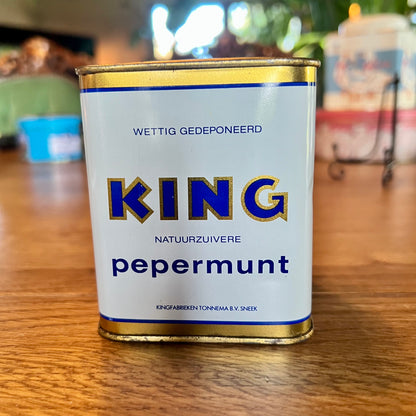 WETTIG GEDEPONEERD
KING
NATUURZUIVERE
pepermunt
KINGFABRIEKEN TONNEMA B.V. SNEEK